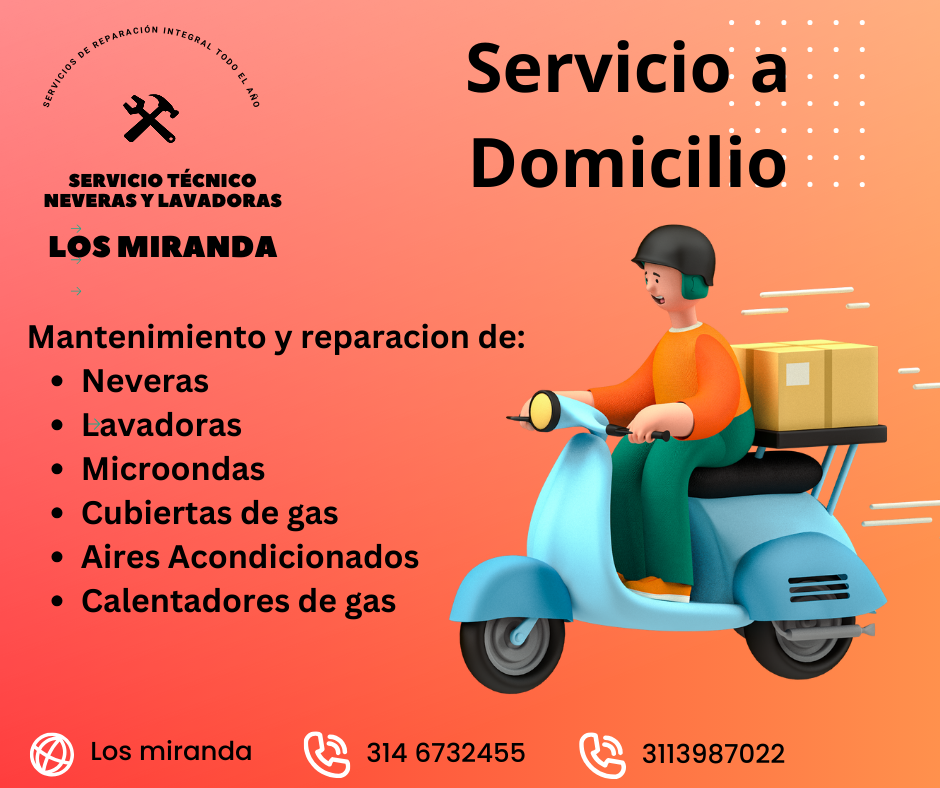 SERVICIOS DE REPARACIÓN INTEGRAL TODO EL AÑO
SERVICIO TÉCNICO
NEVERAS Y LAVADORAS
LOS MIRANDA
Servicio a
Domicilio
Mantenimiento y reparacion de:
• Neveras
• Lavadoras
• Microondas
• Cubiertas de gas
• Aires Acondicionados
• Calentadores de gas
Los miranda
314 6732455
3113987022